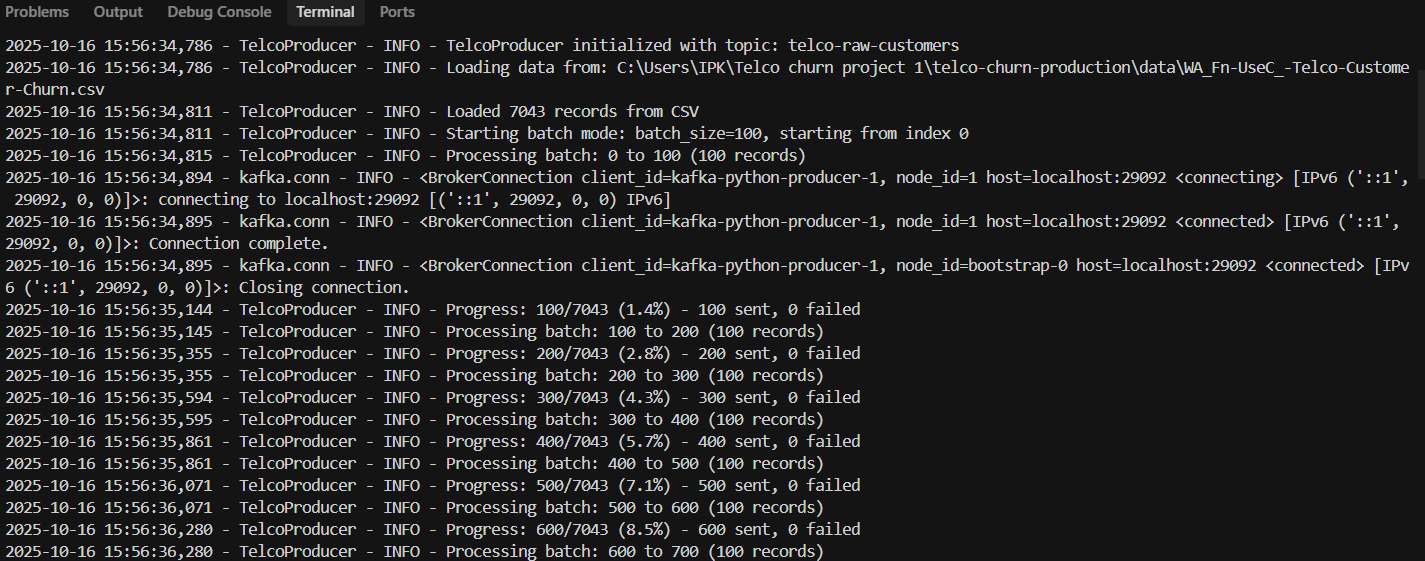 Problems Output Debug Console Terminal Ports
2025-10-16 15:56:34,786 - TelcoProducer - INFO - TelcoProducer initialized with topic: telco-raw-customers
2025-10-16 15:56:34,786 - TelcoProducer - INFO - Loading data from: C:\Users\IPK\Telco churn project 1\telco-churn-production\data\WA_Fn-UseC_-Telco-Custome
r-Churn.csv
2025-10-16 15:56:34,811 - TelcoProducer - INFO - Loaded 7043 records from CSV
2025-10-16 15:56:34,811 - TelcoProducer - INFO - Starting batch mode: batch_size=100, starting from index 0
2025-10-16 15:56:34,815 - TelcoProducer - INFO - Processing batch: 0 to 100 (100 records)
2025-10-16 15:56:34,894 - kafka.conn - INFO - <BrokerConnection client_id=kafka-python-producer-1, node_id=1 host=localhost:29092 <connecting> [IPv6 ('::1',
 29092, 0, 0)]>: connecting to localhost:29092 [('::1', 29092, 0, 0) IPv6]
2025-10-16 15:56:34,895 - kafka.conn - INFO - <BrokerConnection client_id=kafka-python-producer-1, node_id=1 host=localhost:29092 <connected> [IPv6 ('::1',
29092, 0, 0)]>: Connection complete.
2025-10-16 15:56:34,895 - kafka.conn - INFO - <BrokerConnection client_id=kafka-python-producer-1, node_id=bootstrap-0 host=localhost:29092 <connected> [IPv
6 ('::1', 29092, 0, 0)]>: Closing connection.
2025-10-16 15:56:35,144 - TelcoProducer - INFO - Progress: 100/7043 (1.4%) - 100 sent, 0 failed
2025-10-16 15:56:35,145 - TelcoProducer - INFO - Processing batch: 100 to 200 (100 records)
2025-10-16 15:56:35,355 - TelcoProducer - INFO - Progress: 200/7043 (2.8%) - 200 sent, 0 failed
2025-10-16 15:56:35,355 - TelcoProducer - INFO - Processing batch: 200 to 300 (100 records)
2025-10-16 15:56:35,594 - TelcoProducer - INFO - Progress: 300/7043 (4.3%) - 300 sent, 0 failed
2025-10-16 15:56:35,595 - TelcoProducer - INFO - Processing batch: 300 to 400 (100 records)
2025-10-16 15:56:35,861 - TelcoProducer - INFO - Progress: 400/7043 (5.7%) - 400 sent, 0 failed
2025-10-16 15:56:35,861 - TelcoProducer - INFO - Processing batch: 400 to 500 (100 records)
2025-10-16 15:56:36,071 - TelcoProducer - INFO - Progress: 500/7043 (7.1%) - 500 sent, 0 failed
2025-10-16 15:56:36,071 - TelcoProducer - INFO - Processing batch: 500 to 600 (100 records)
2025-10-16 15:56:36,280 - TelcoProducer - INFO - Progress: 600/7043 (8.5%) - 600 sent, 0 failed
2025-10-16 15:56:36,280 - TelcoProducer - INFO - Processing batch: 600 to 700 (100 records)